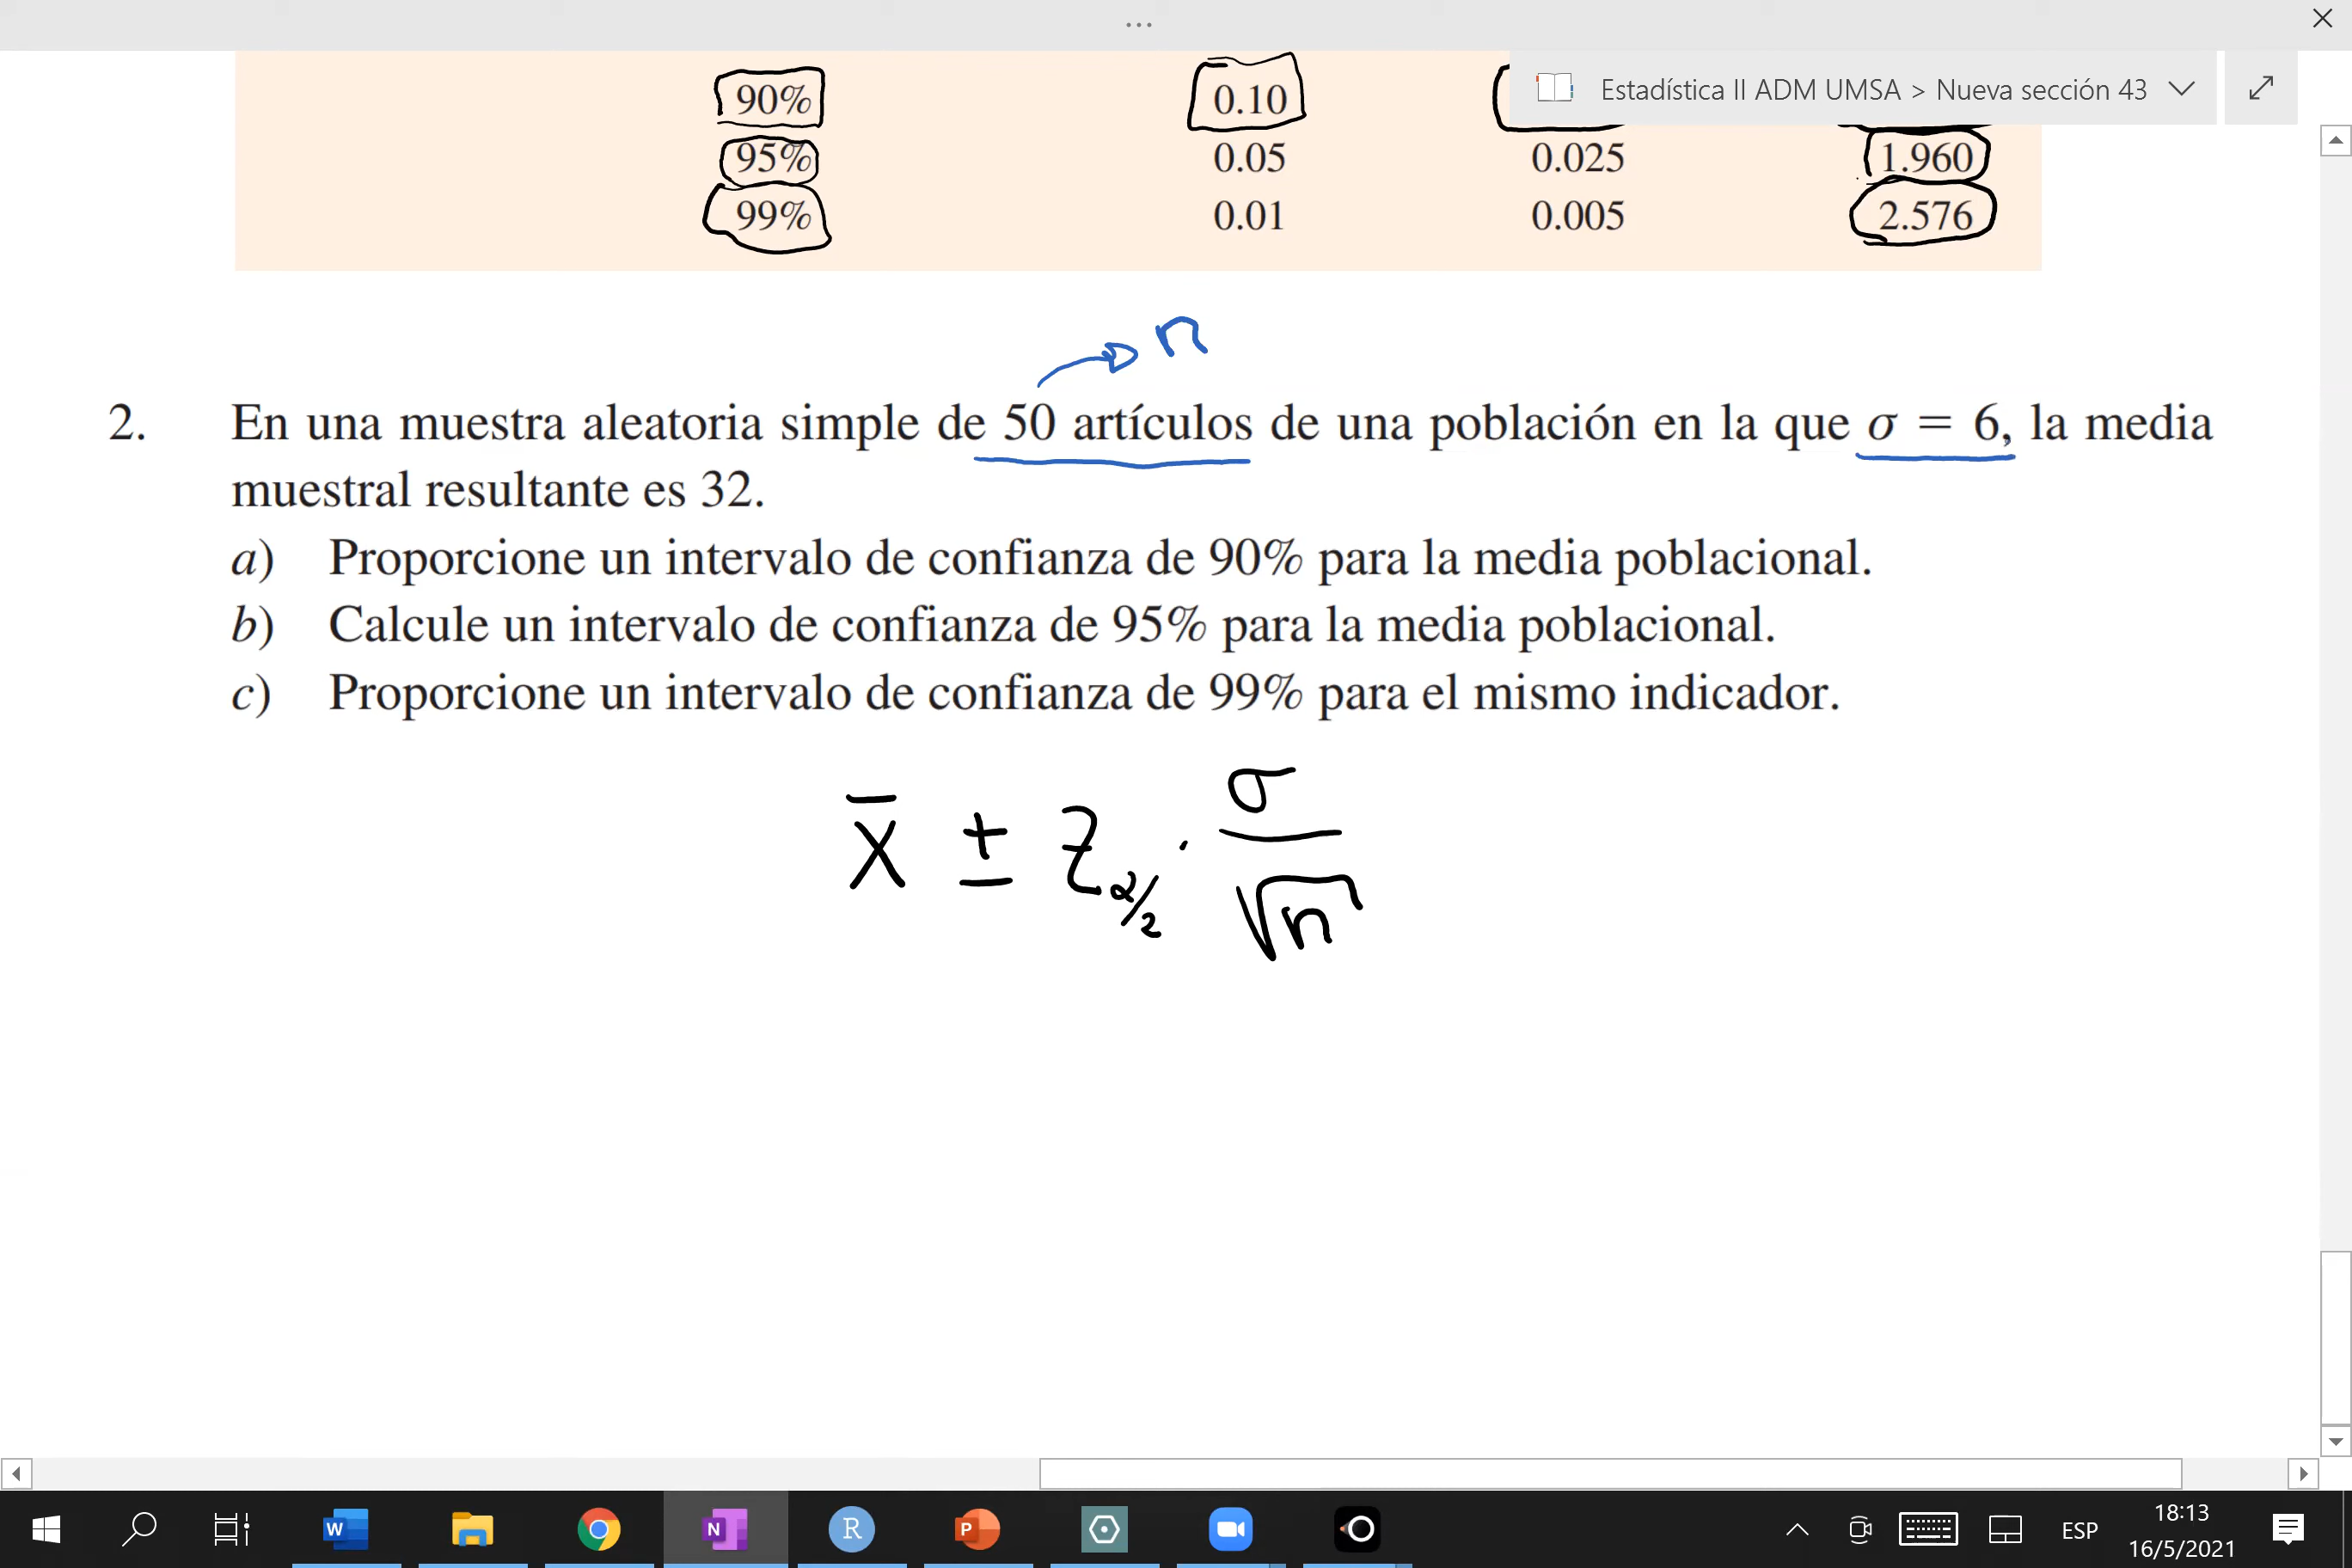 ...
Estadística II ADM UMSA > Nueva sección 43
90% 0.10
95% 0.05 0.025 1.960
99% 0.01 0.005 2.576
n
2. En una muestra aleatoria simple de 50 artículos de una población en la que σ = 6, la media
muestral resultante es 32.
a) Proporcione un intervalo de confianza de 90% para la media poblacional.
b) Calcule un intervalo de confianza de 95% para la media poblacional.
c) Proporcione un intervalo de confianza de 99% para el mismo indicador.
x̄ ± z α/2 · σ/√n
W N R P ESP 18:13
16/5/2021